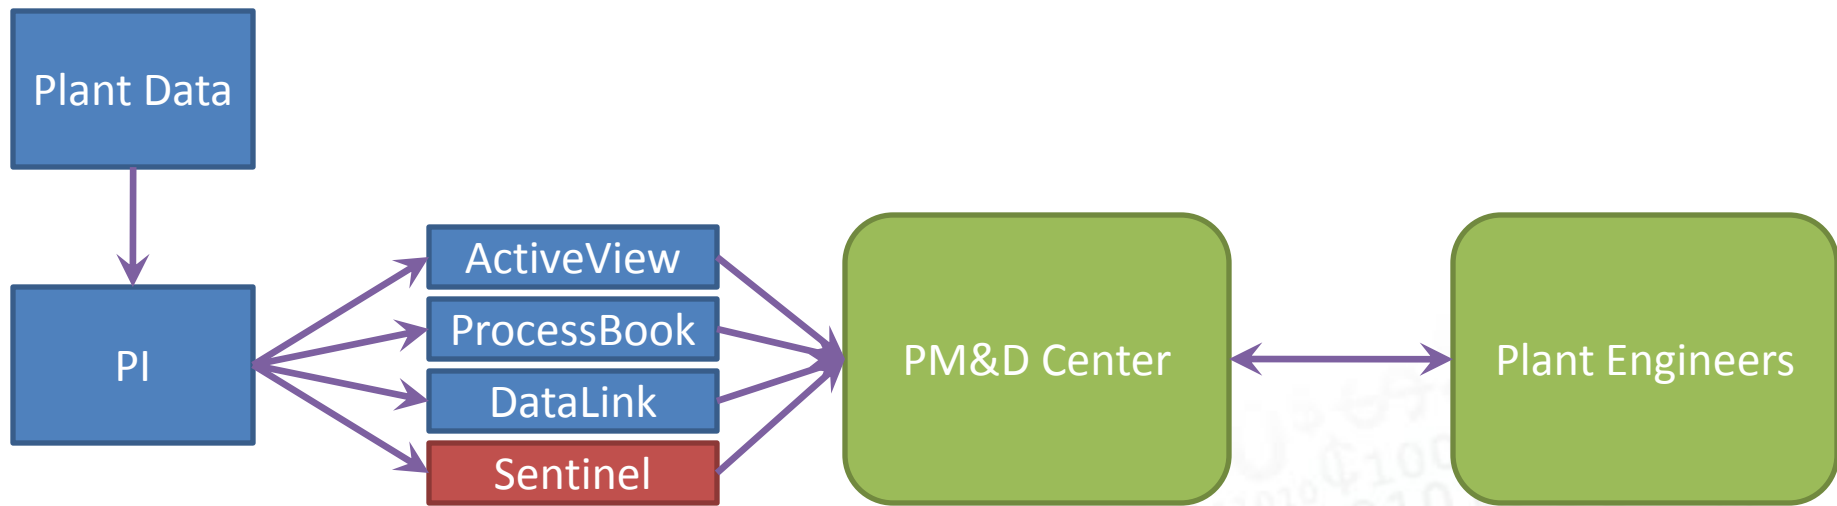 Plant Data
PI
ActiveView
ProcessBook
DataLink
Sentinel
PM&D Center
Plant Engineers